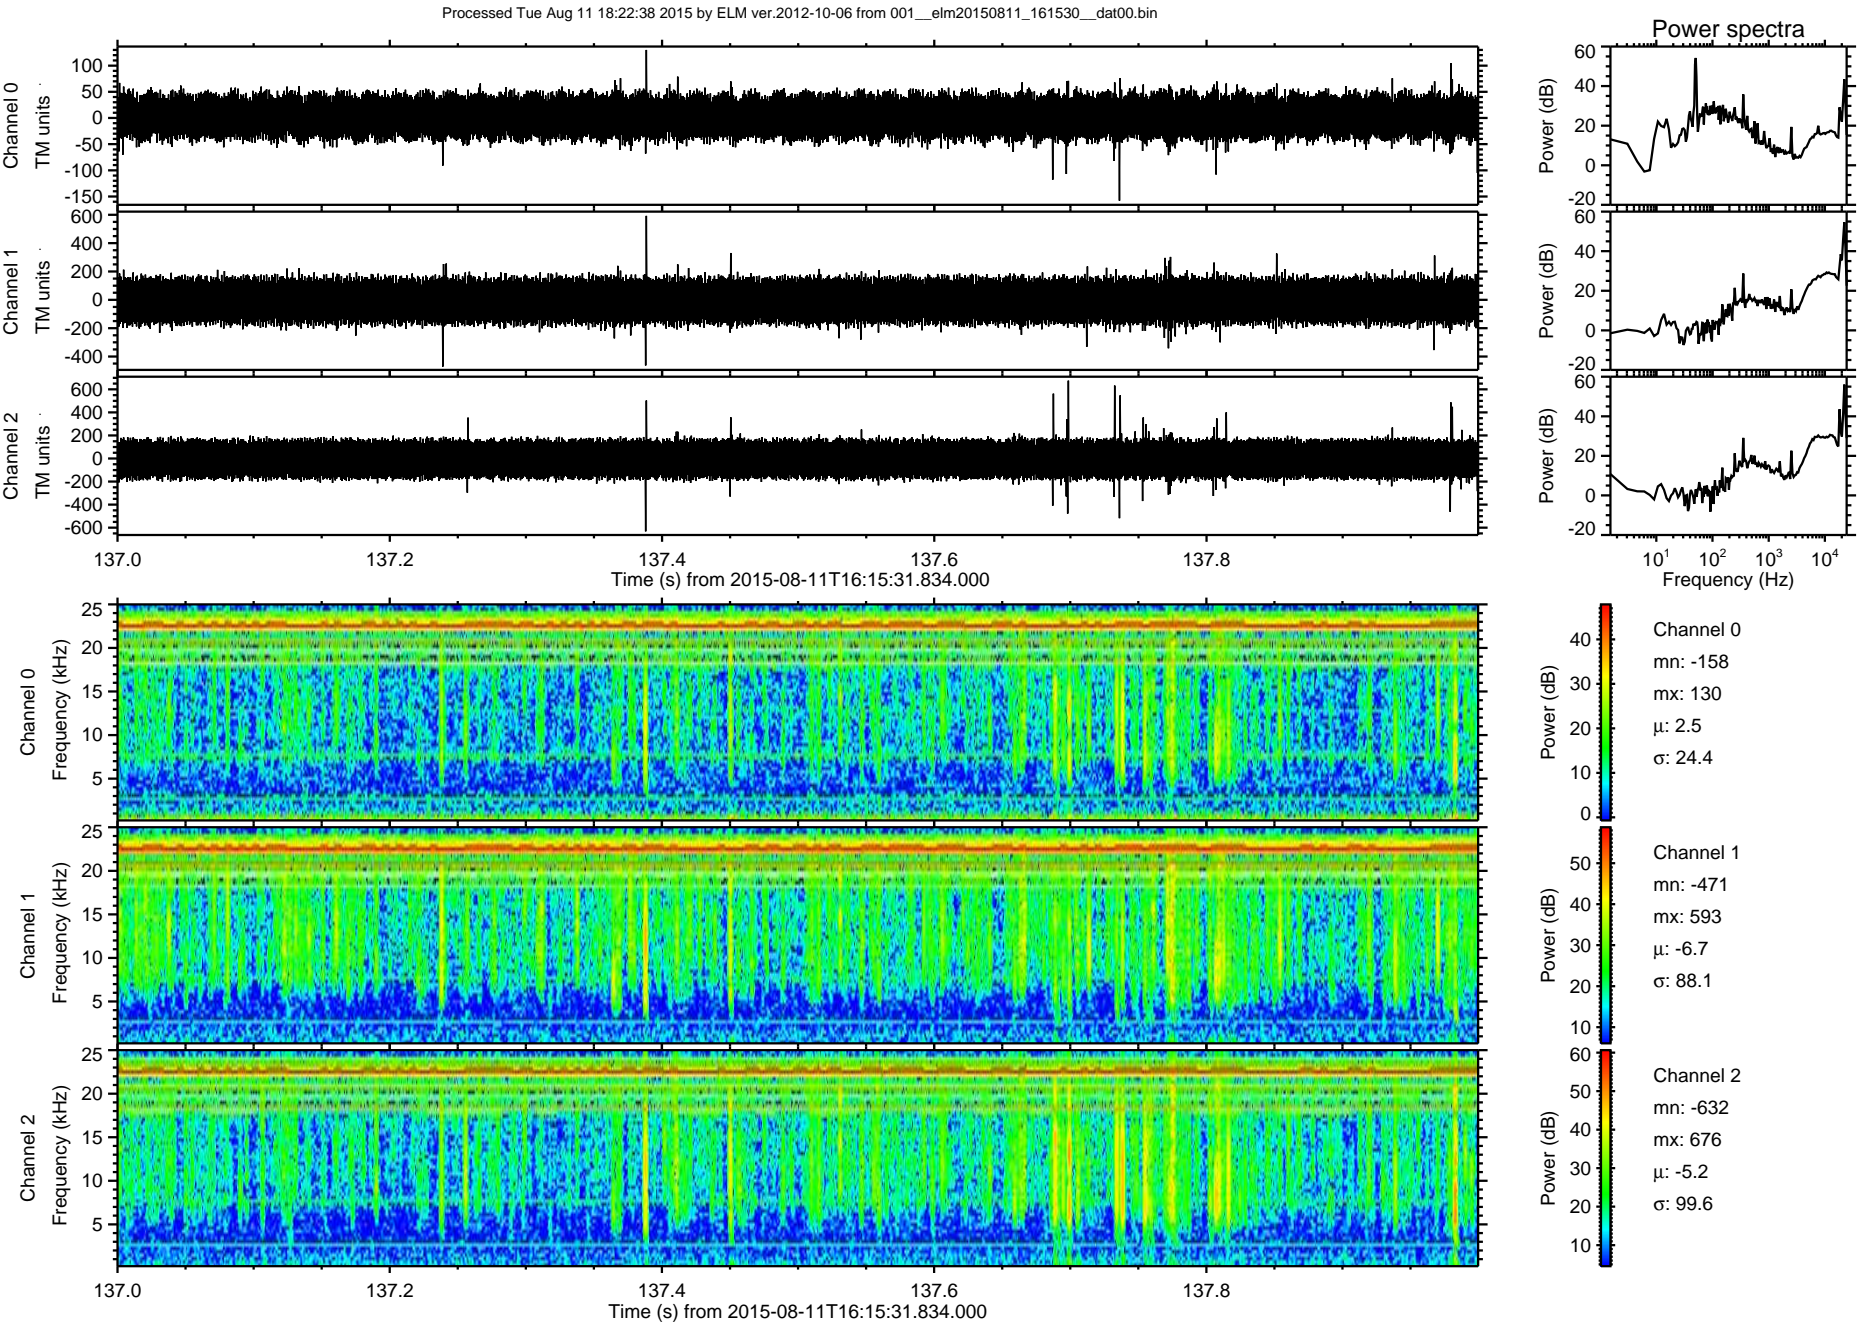 Processed Tue Aug 11 18:22:38 2015 by ELM ver.2012-10-06 from 001__elm20150811_161530__dat00.bin
Power spectra
Channel 0
TM units
100
50
0
-50
-100
-150
Power (dB)
60
40
20
0
-20
Channel 1
TM units
600
400
200
0
-200
-400
Power (dB)
60
40
20
0
-20
Channel 2
TM units
600
400
200
0
-200
-400
-600
Power (dB)
60
40
20
0
-20
137.0 137.2 137.4 137.6 137.8
Time (s) from 2015-08-11T16:15:31.834.000
10¹ 10² 10³ 10⁴
Frequency (Hz)
Channel 0
Frequency (kHz)
25
20
15
10
5
Power (dB)
40
30
20
10
0
Channel 0
mn: -158
mx: 130
μ: 2.5
σ: 24.4
Channel 1
Frequency (kHz)
25
20
15
10
5
Power (dB)
50
40
30
20
10
Channel 1
mn: -471
mx: 593
μ: -6.7
σ: 88.1
Channel 2
Frequency (kHz)
25
20
15
10
5
Power (dB)
60
50
40
30
20
10
Channel 2
mn: -632
mx: 676
μ: -5.2
σ: 99.6
137.0 137.2 137.4 137.6 137.8
Time (s) from 2015-08-11T16:15:31.834.000